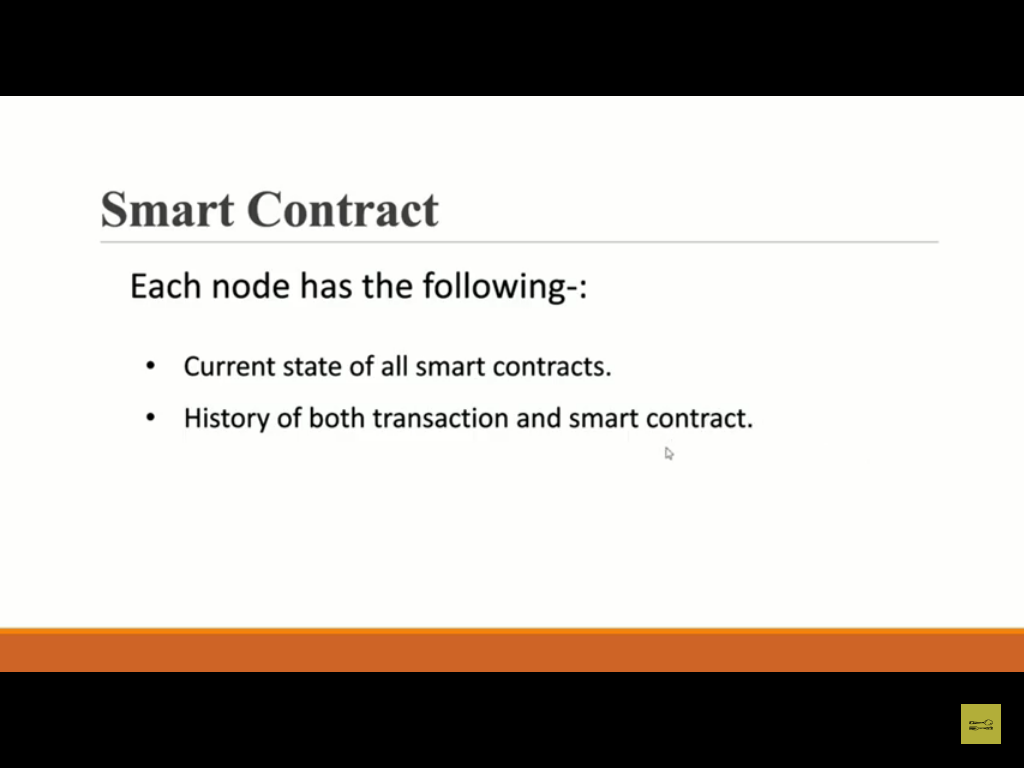 Smart Contract
Each node has the following-:
• Current state of all smart contracts.
• History of both transaction and smart contract.